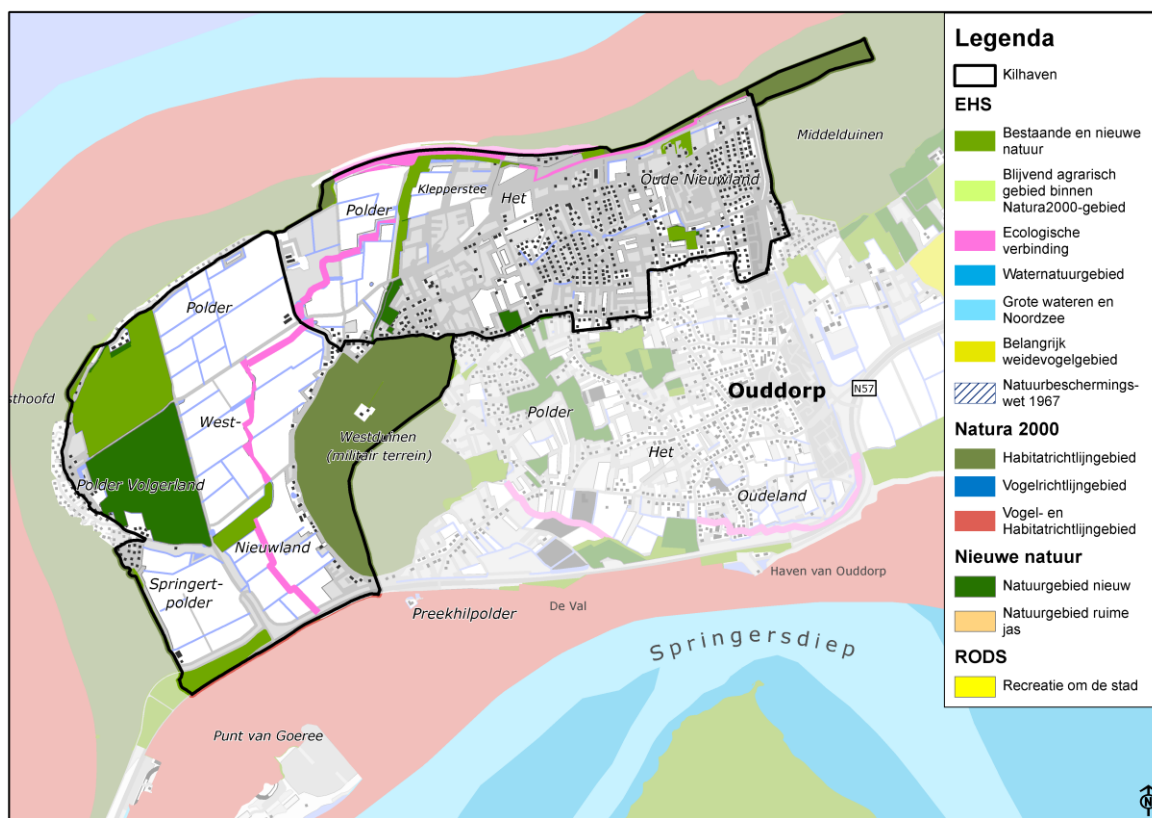 Legenda
Kilhaven
EHS
Bestaande en nieuwe
natuur
Blijvend agrarisch
gebied binnen
Natura2000-gebied
Ecologische
verbinding
Waternatuurgebied
Grote wateren en
Noordzee
Belangrijk
weidevogelgebied
Natuurbeschermings-
wet 1967
Natura 2000
Habitatrichtlijngebied
Vogelrichtlijngebied
Vogel- en
Habitatrichtlijngebied
Nieuwe natuur
Natuurgebied nieuw
Natuurgebied ruime
jas
RODS
Recreatie om de stad
Middelduinen
Oude Nieuwland
Klepperstee
Het
Polder
Polder
sthoofd
West-
Westduinen
(militair terrein)
Polder
Ouddorp
N57
Het
Polder Volgerland
Oudeland
Nieuwland
Springert-
polder
Haven van Ouddorp
De Val
Preekhilpolder
Springersdiep
Punt van Goeree
N